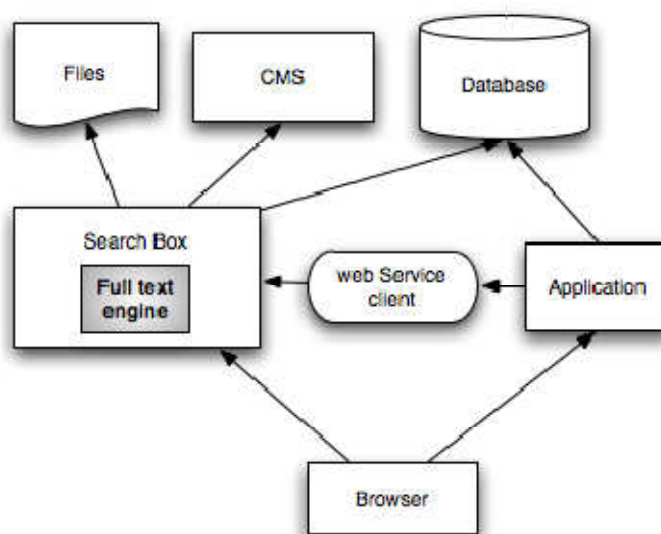 Files
CMS
Database
Search Box
Full text
engine
web Service
client
Application
Browser